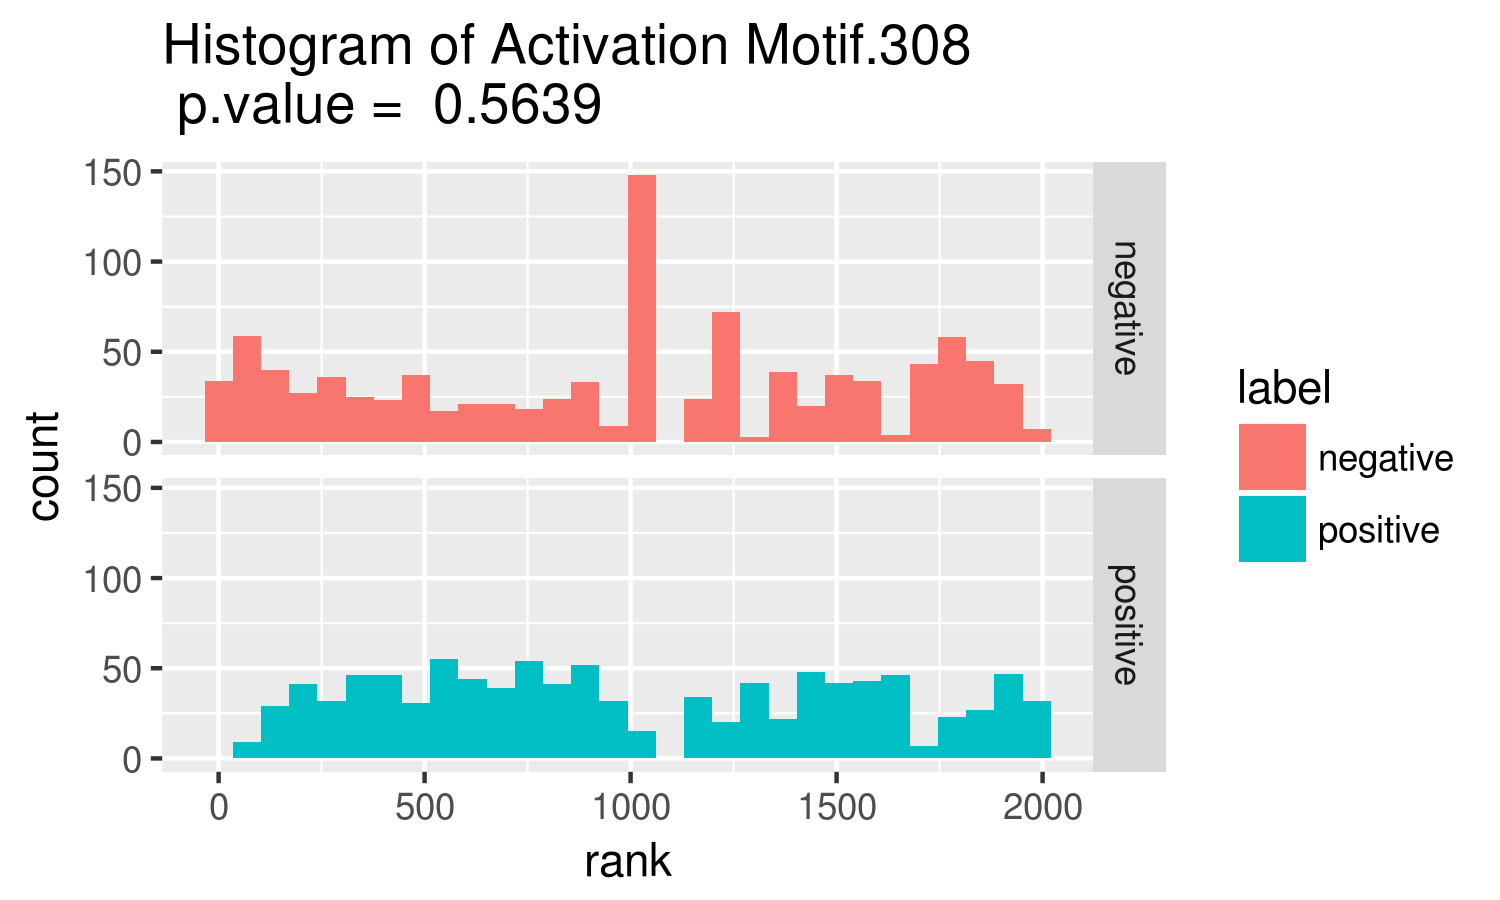 Histogram of Activation Motif.308
p.value =  0.5639
150
100
50
0
negative
150
100
50
0
positive
0 500 1000 1500 2000
rank
count
label
negative
positive